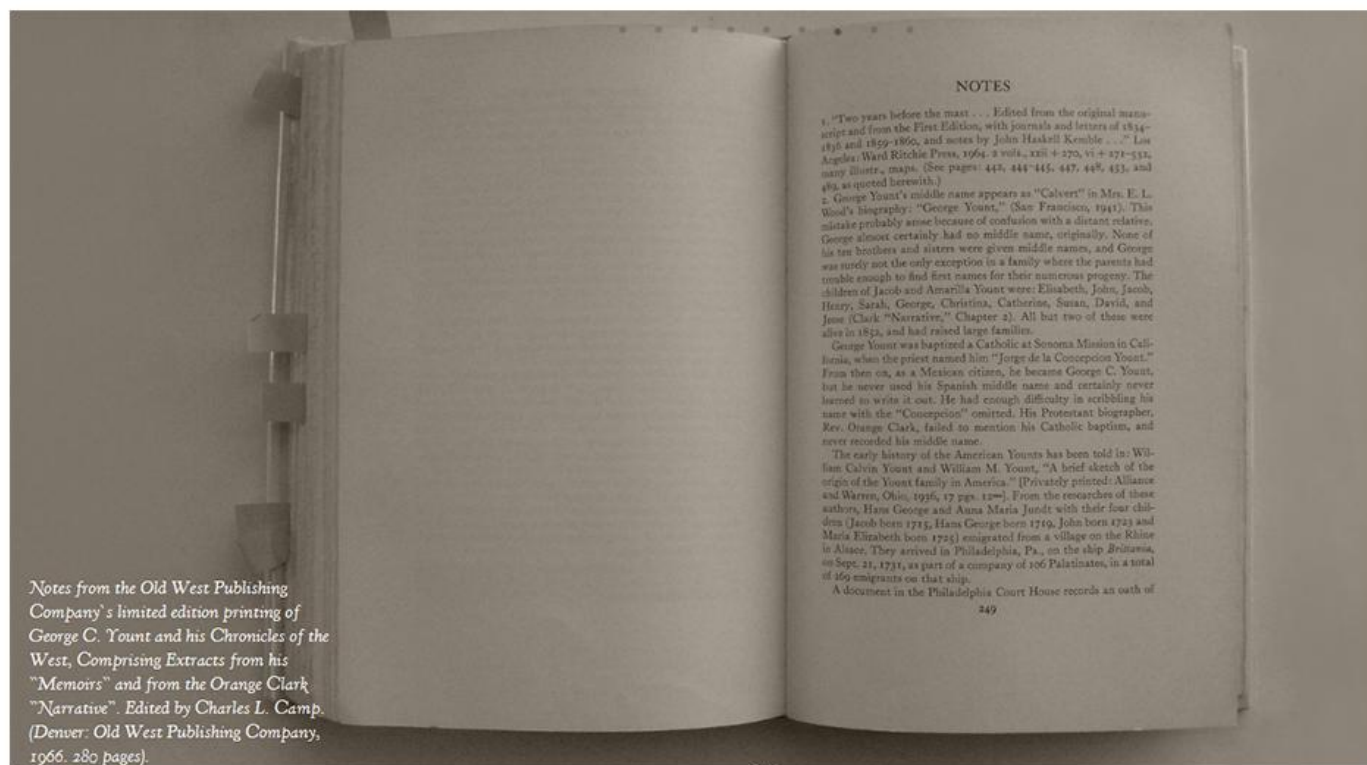 NOTES
1. "Two years before the mast . . . Edited from the original manu-
script and from the First Edition, with journals and letters of 1834–
1836 and 1859–1860, and notes by John Haskell Kemble . . ." Los
Angeles: Ward Ritchie Press, 1964. 2 vols., xxii + 270, vi + 271–552,
many illustr., maps. (See pages: 442, 444–445, 447, 448, 453, and
489, as quoted herewith.)
2. George Yount's middle name appears as "Calvert" in Mrs. E. L.
Wood's biography: "George Yount," (San Francisco, 1941). This
mistake probably arose because of confusion with a distant relative.
George almost certainly had no middle name, originally. None of
his ten brothers and sisters were given middle names, and George
was surely not the only exception in a family where the parents had
trouble enough to find first names for their numerous progeny. The
children of Jacob and Amarilla Yount were: Elisabeth, John, Jacob,
Henry, Sarah, George, Christina, Catherine, Susan, David, and
Jesse (Clark "Narrative," Chapter 2). All but two of these were
alive in 1852, and had raised large families.
George Yount was baptized a Catholic at Sonoma Mission in Cali-
fornia, when the priest named him "Jorge de la Concepcion Yount."
From then on, as a Mexican citizen, he became George C. Yount,
but he never used his Spanish middle name and certainly never
learned to write it out. He had enough difficulty in scribbling his
name with the "Concepcion" omitted. His Protestant biographer,
Rev. Orange Clark, failed to mention his Catholic baptism, and
never recorded his middle name.
The early history of the American Younts has been told in: Wil-
liam Calvin Yount and William M. Yount, "A brief sketch of the
origin of the Yount family in America." [Privately printed: Alliance
and Warren, Ohio, 1936, 17 pgs. 12mo]. From the researches of these
authors, Hans George and Anna Maria Jundt with their four chil-
dren (Jacob born 1715, Hans George born 1719, John born 1723 and
Maria Elizabeth born 1725) emigrated from a village on the Rhine
in Alsace. They arrived in Philadelphia, Pa., on the ship Brittania,
on Sept. 21, 1731, as part of a company of 106 Palatinates, in a total
of 269 emigrants on that ship.
A document in the Philadelphia Court House records an oath of
249
Notes from the Old West Publishing
Company`s limited edition printing of
George C. Yount and his Chronicles of the
West, Comprising Extracts from his
"Memoirs" and from the Orange Clark
"Narrative". Edited by Charles L. Camp.
(Denver: Old West Publishing Company,
1966. 280 pages).